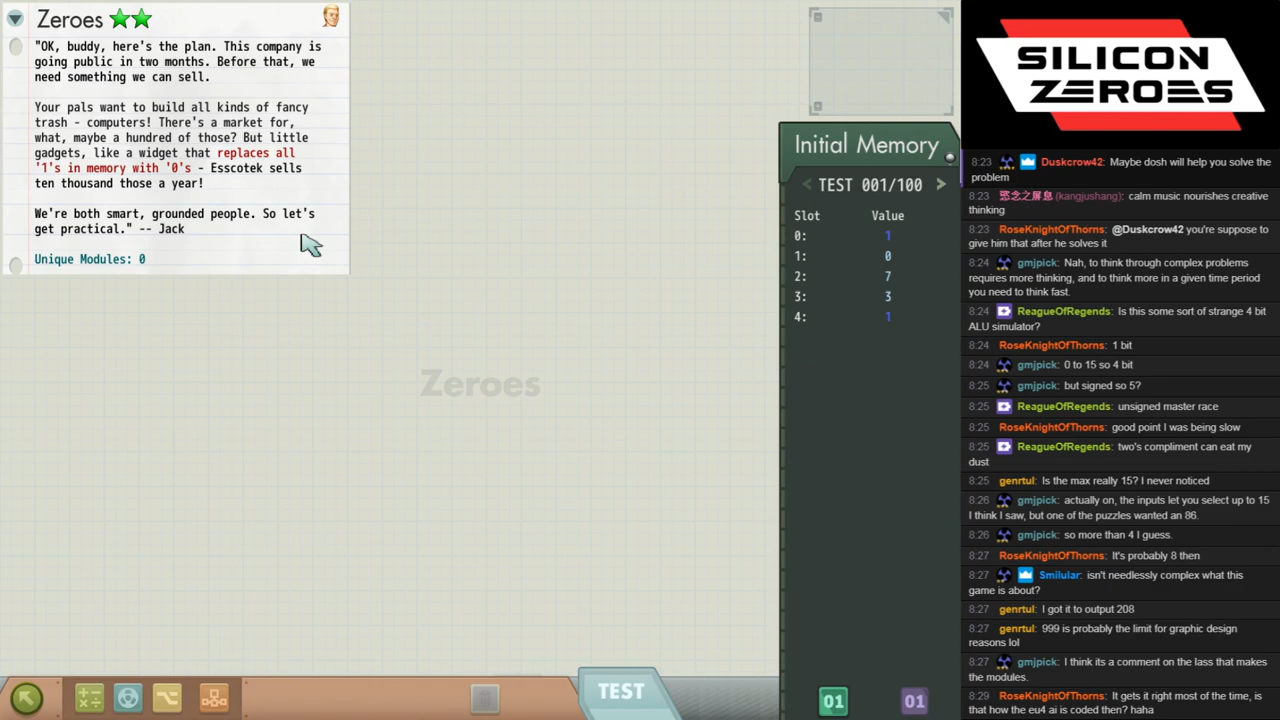 Zeroes
"OK, buddy, here's the plan. This company is
going public in two months. Before that, we
need something we can sell.
Your pals want to build all kinds of fancy
trash - computers! There's a market for,
what, maybe a hundred of those? But little
gadgets, like a widget that replaces all
'1's in memory with '0's - Esscotek sells
ten thousand those a year!
We're both smart, grounded people. So let's
get practical." -- Jack
Unique Modules: 0
Zeroes
TEST
Initial Memory
TEST 001/100
Slot Value
0: 1
1: 0
2: 7
3: 3
4: 1
01 01
SILICON
ZEROES
8:23 Duskcrow42: Maybe dosh will help you solve the
problem
8:23 (kangjushang): calm music nourishes creative
thinking
8:23 RoseKnightOfThorns: @Duskcrow42 you're suppose to
give him that after he solves it
8:24 gmjpick: Nah, to think through complex problems
requires more thinking, and to think more in a given time period
you need to think fast.
8:24 ReagueOfRegends: Is this some sort of strange 4 bit
ALU simulator?
8:24 RoseKnightOfThorns: 1 bit
8:24 gmjpick: 0 to 15 so 4 bit
8:25 gmjpick: but signed so 5?
8:25 ReagueOfRegends: unsigned master race
8:25 RoseKnightOfThorns: good point I was being slow
8:25 ReagueOfRegends: two's compliment can eat my
dust
8:25 genrtul: Is the max really 15? I never noticed
8:26 gmjpick: actually on, the inputs let you select up to 15
I think I saw, but one of the puzzles wanted an 86.
8:26 gmjpick: so more than 4 I guess.
8:27 RoseKnightOfThorns: It's probably 8 then
8:27 Smilular: isn't needlessly complex what this
game is about?
8:27 genrtul: I got it to output 208
8:27 genrtul: 999 is probably the limit for graphic design
reasons lol
8:27 gmjpick: I think its a comment on the lass that makes
the modules.
8:29 RoseKnightOfThorns: It gets it right most of the time, is
that how the eu4 ai is coded then? haha